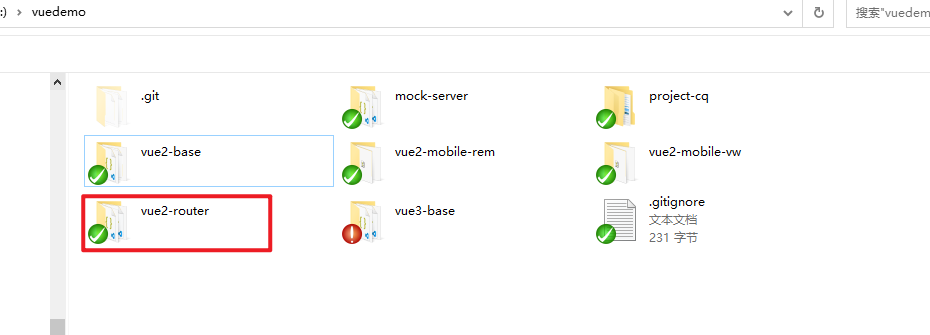 :)
vuedemo
搜索"vuedem
.git
mock-server
project-cq
vue2-base
vue2-mobile-rem
vue2-mobile-vw
vue2-router
vue3-base
.gitignore
文本文档
231 字节